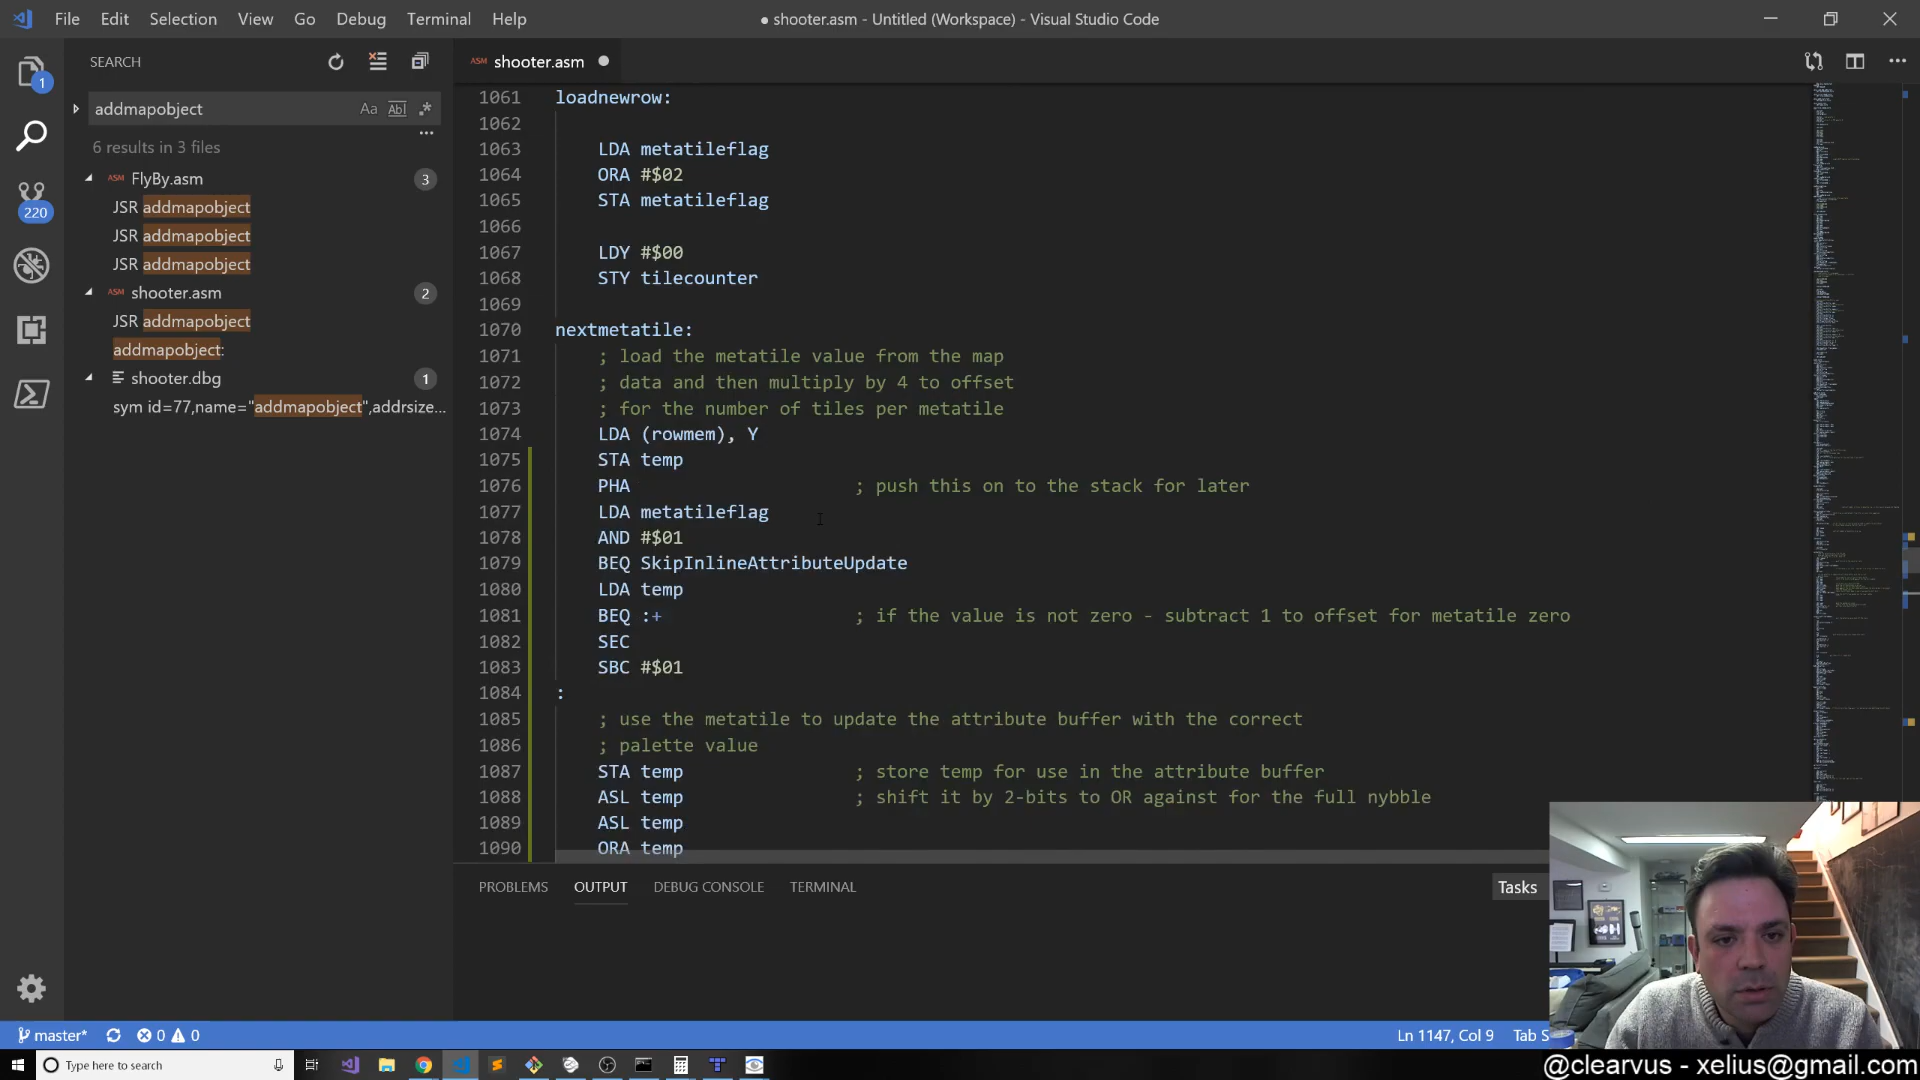 File Edit Selection View Go Debug Terminal Help
● shooter.asm - Untitled (Workspace) - Visual Studio Code
SEARCH
ASM shooter.asm
addmapobject Aa Abl .*
6 results in 3 files
ASM FlyBy.asm 3
JSR addmapobject
JSR addmapobject
JSR addmapobject
ASM shooter.asm 2
JSR addmapobject
addmapobject:
shooter.dbg 1
sym id=77,name="addmapobject",addrsize...
1
220
1061 loadnewrow:
1062
1063 LDA metatileflag
1064 ORA #$02
1065 STA metatileflag
1066
1067 LDY #$00
1068 STY tilecounter
1069
1070 nextmetatile:
1071 ; load the metatile value from the map
1072 ; data and then multiply by 4 to offset
1073 ; for the number of tiles per metatile
1074 LDA (rowmem), Y
1075 STA temp
1076 PHA ; push this on to the stack for later
1077 LDA metatileflag
1078 AND #$01
1079 BEQ SkipInlineAttributeUpdate
1080 LDA temp
1081 BEQ :+ ; if the value is not zero - subtract 1 to offset for metatile zero
1082 SEC
1083 SBC #$01
1084 :
1085 ; use the metatile to update the attribute buffer with the correct
1086 ; palette value
1087 STA temp ; store temp for use in the attribute buffer
1088 ASL temp ; shift it by 2-bits to OR against for the full nybble
1089 ASL temp
1090 ORA temp
PROBLEMS OUTPUT DEBUG CONSOLE TERMINAL Tasks
master* 0 0 Ln 1147, Col 9 Tab S
Type here to search
@clearvus - xelius@gmail.com